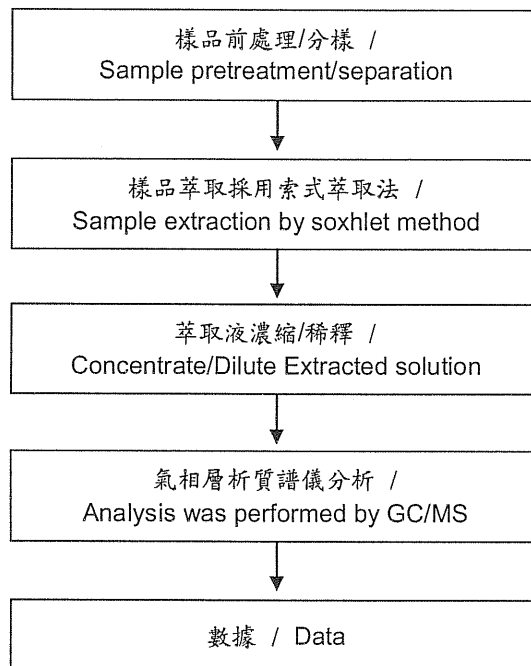 樣品前處理/分樣 /
Sample pretreatment/separation
樣品萃取採用索式萃取法 /
Sample extraction by soxhlet method
萃取液濃縮/稀釋 /
Concentrate/Dilute Extracted solution
氣相層析質譜儀分析 /
Analysis was performed by GC/MS
數據 / Data